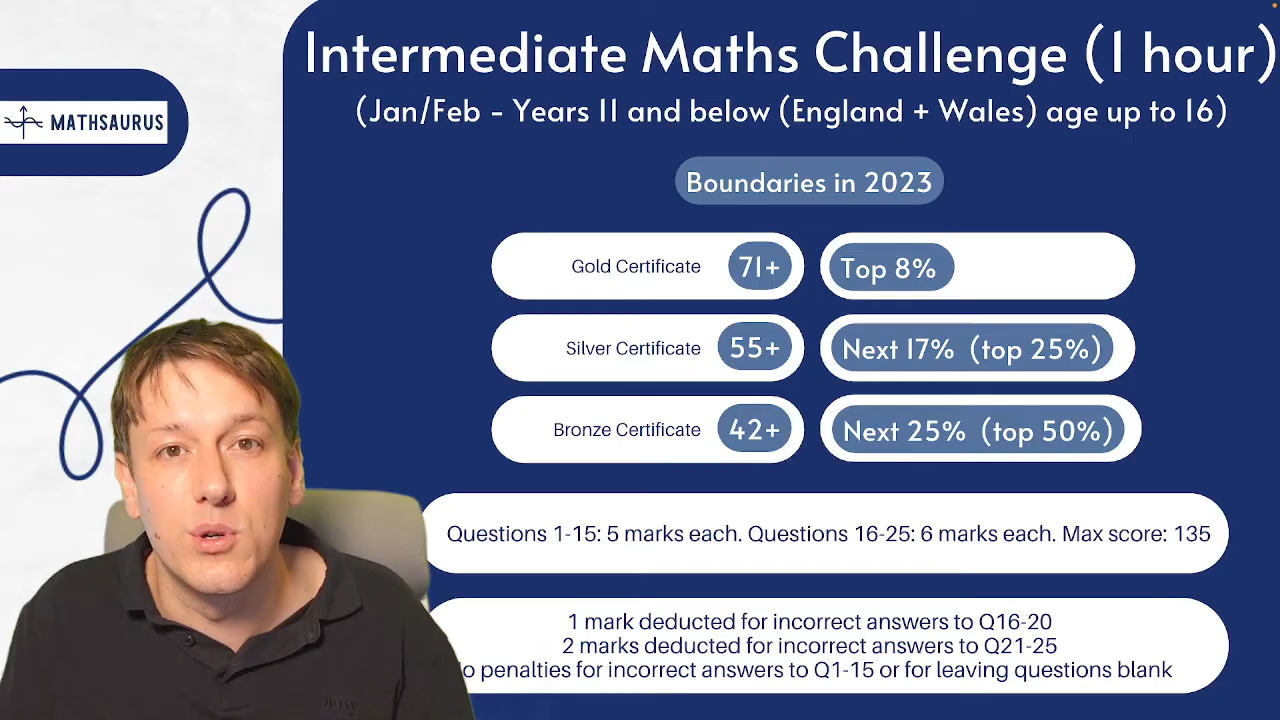 Intermediate Maths Challenge (1 hour)
(Jan/Feb - Years 11 and below (England + Wales) age up to 16)
MATHSAURUS
Boundaries in 2023
Gold Certificate 71+ Top 8%
Silver Certificate 55+ Next 17% (top 25%)
Bronze Certificate 42+ Next 25% (top 50%)
Questions 1-15: 5 marks each. Questions 16-25: 6 marks each. Max score: 135
1 mark deducted for incorrect answers to Q16-20
2 marks deducted for incorrect answers to Q21-25
penalties for incorrect answers to Q1-15 or for leaving questions blank